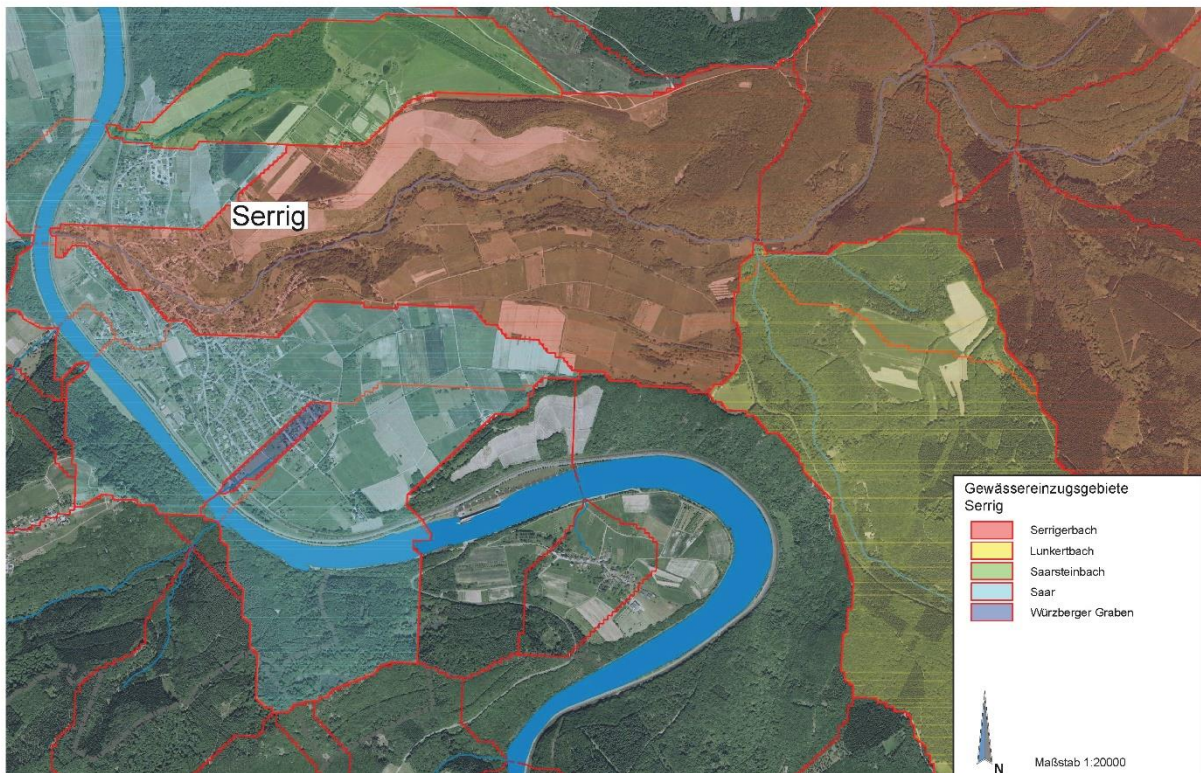 Serrig
Gewässereinzugsgebiete
Serrig
Serrigerbach
Lunkertbach
Saarsteinbach
Saar
Würzberger Graben
N
Maßstab 1:20000